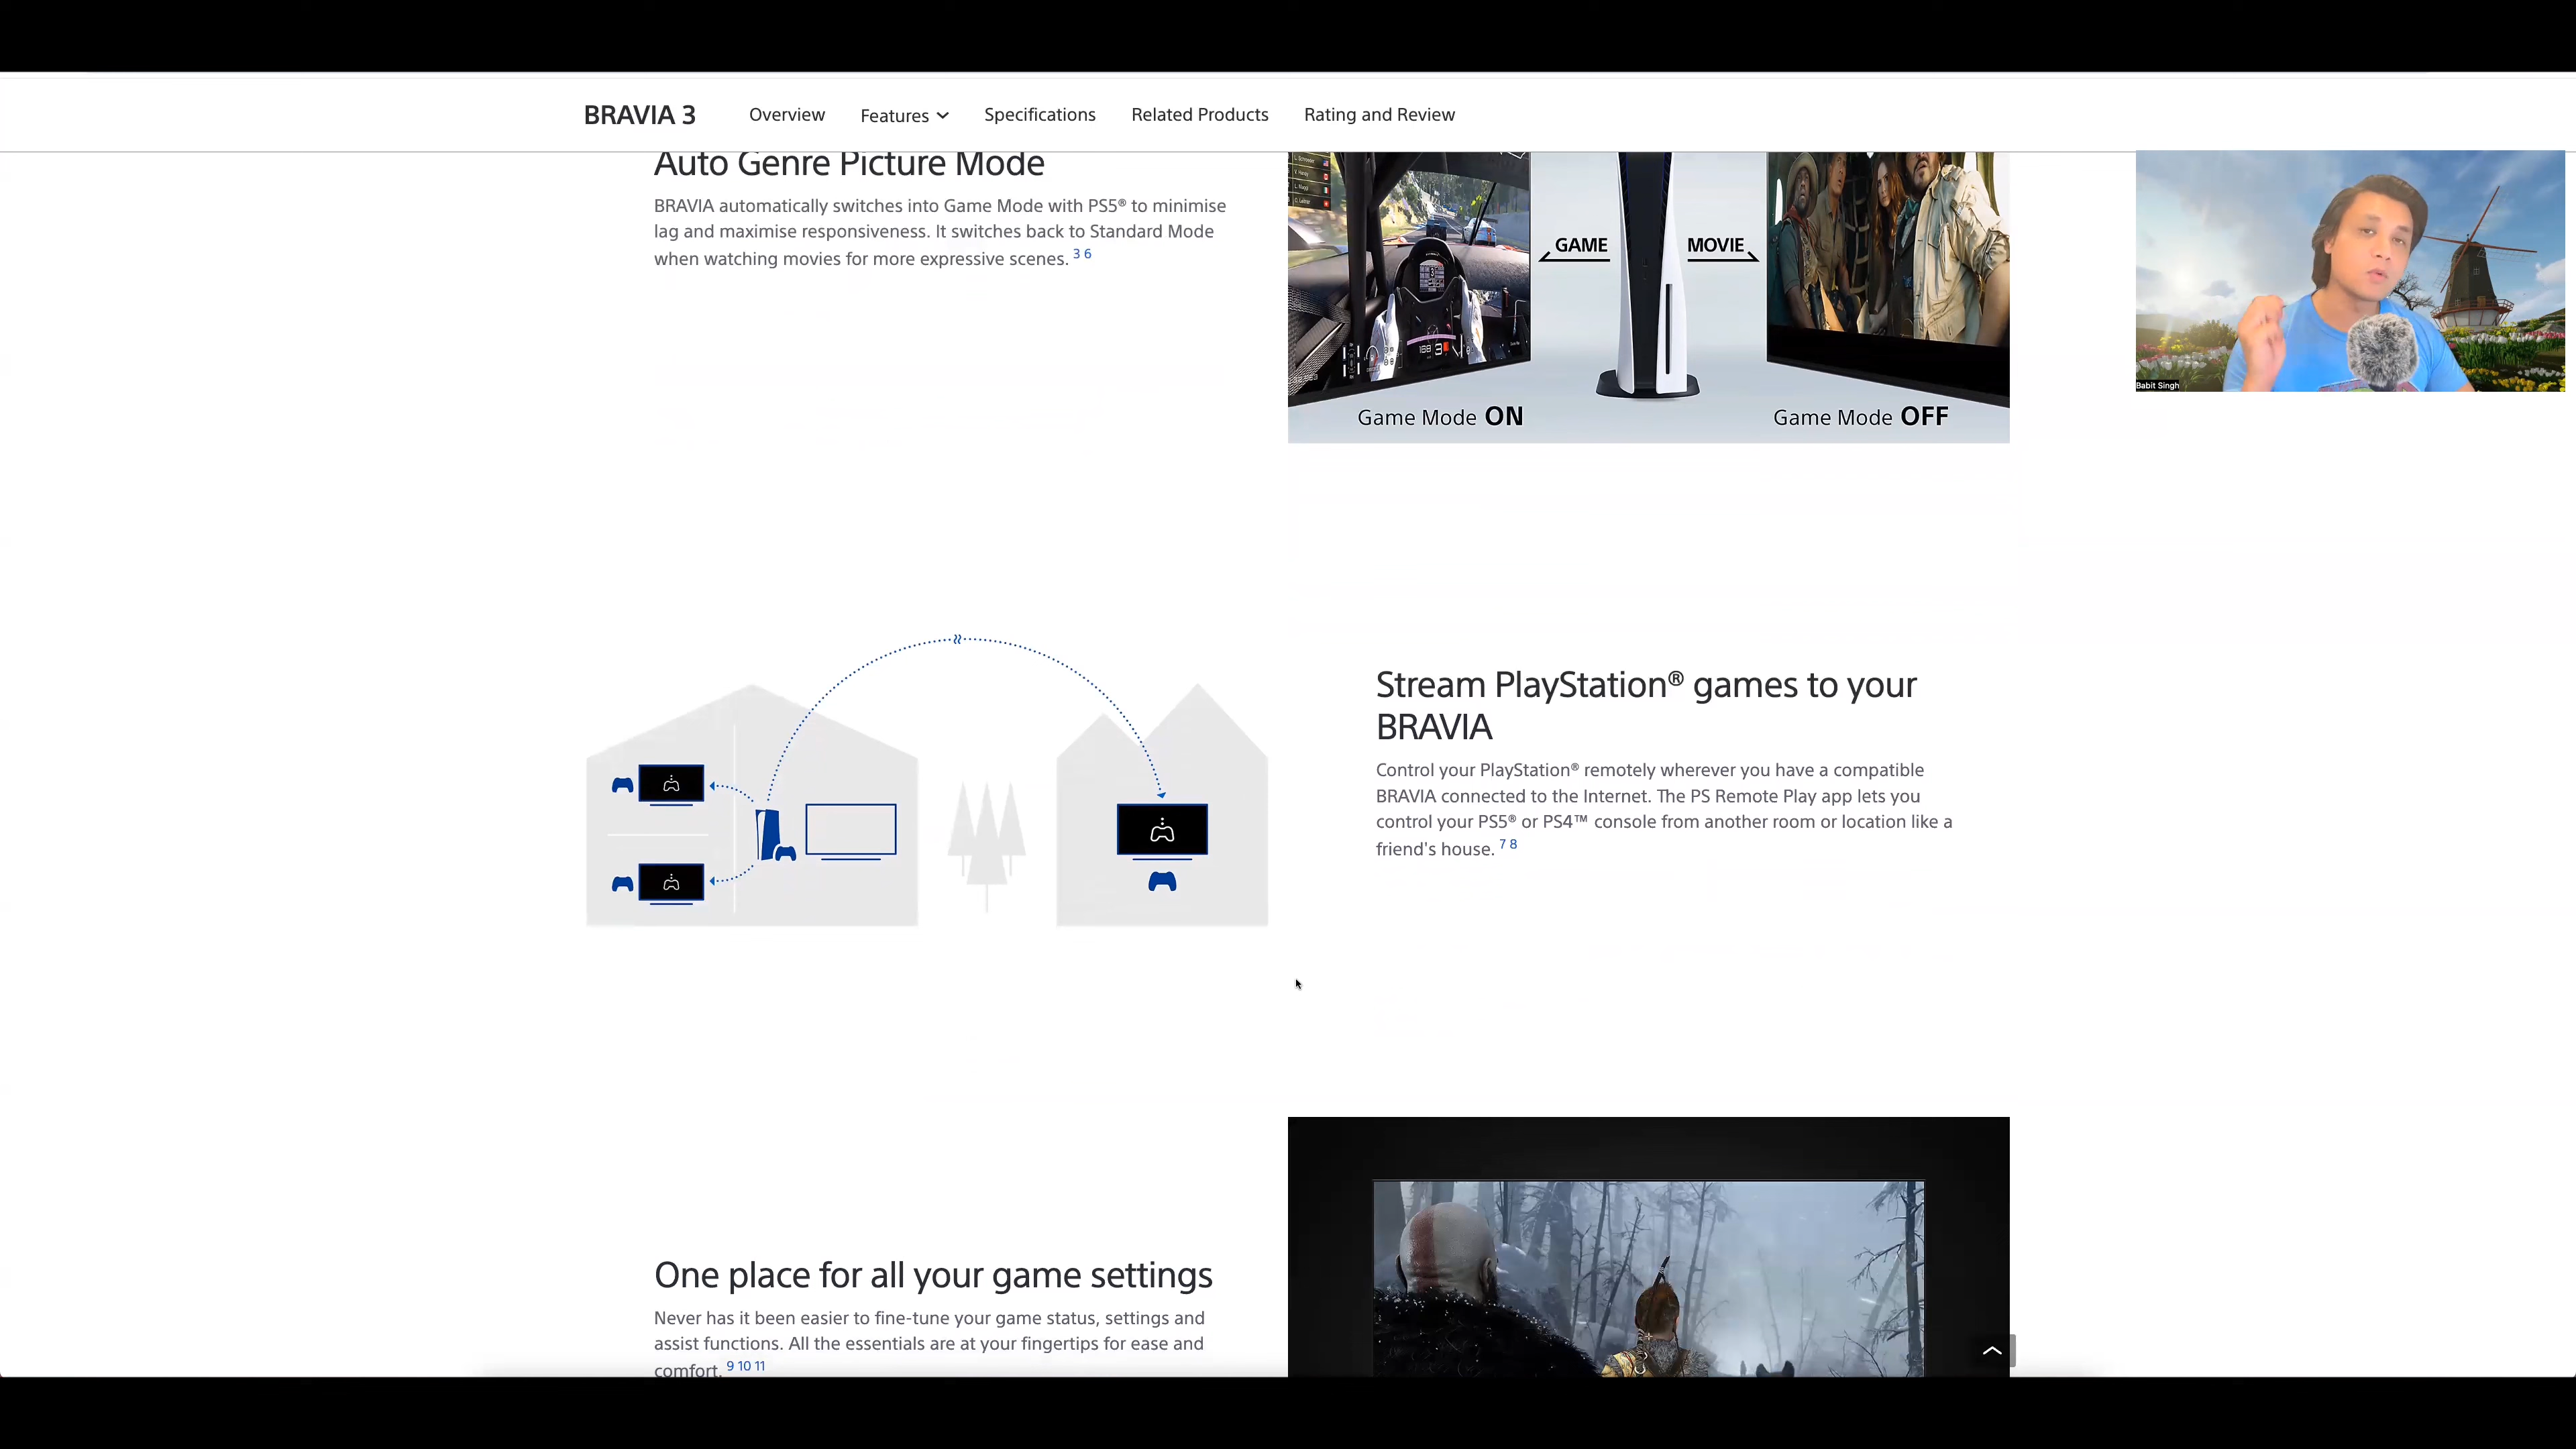 BRAVIA 3
Overview
Features
Specifications
Related Products
Rating and Review
Auto Genre Picture Mode
BRAVIA automatically switches into Game Mode with PS5® to minimise
lag and maximise responsiveness. It switches back to Standard Mode
when watching movies for more expressive scenes. 3 6
GAME
MOVIE
Game Mode ON
Game Mode OFF
Babit Singh
Stream PlayStation® games to your
BRAVIA
Control your PlayStation® remotely wherever you have a compatible
BRAVIA connected to the Internet. The PS Remote Play app lets you
control your PS5® or PS4™ console from another room or location like a
friend's house. 7 8
One place for all your game settings
Never has it been easier to fine-tune your game status, settings and
assist functions. All the essentials are at your fingertips for ease and
comfort. 9 10 11